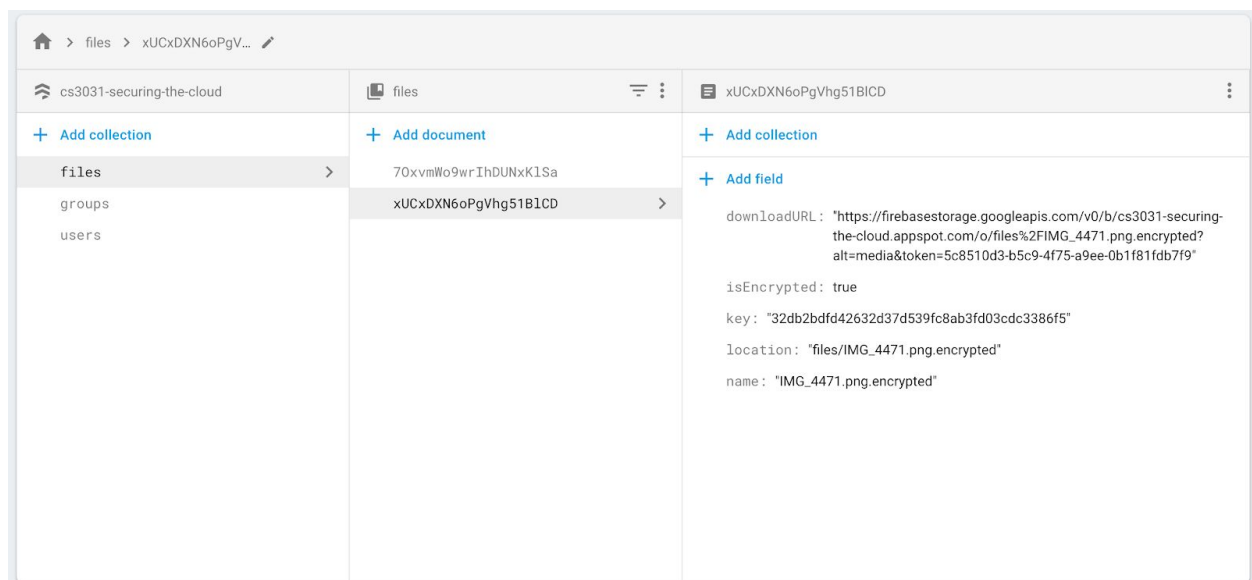 files > xUCxDXN6oPgV...
cs3031-securing-the-cloud
files
xUCxDXN6oPgVhg51BlCD
+ Add collection
+ Add document
+ Add collection
files
groups
users
7OxvmWo9wrIhDUNxKlSa
xUCxDXN6oPgVhg51BlCD
+ Add field
downloadURL: "https://firebasestorage.googleapis.com/v0/b/cs3031-securing-
the-cloud.appspot.com/o/files%2FIMG_4471.png.encrypted?
alt=media&token=5c8510d3-b5c9-4f75-a9ee-0b1f81fdb7f9"
isEncrypted: true
key: "32db2bdfd42632d37d539fc8ab3fd03cdc3386f5"
location: "files/IMG_4471.png.encrypted"
name: "IMG_4471.png.encrypted"